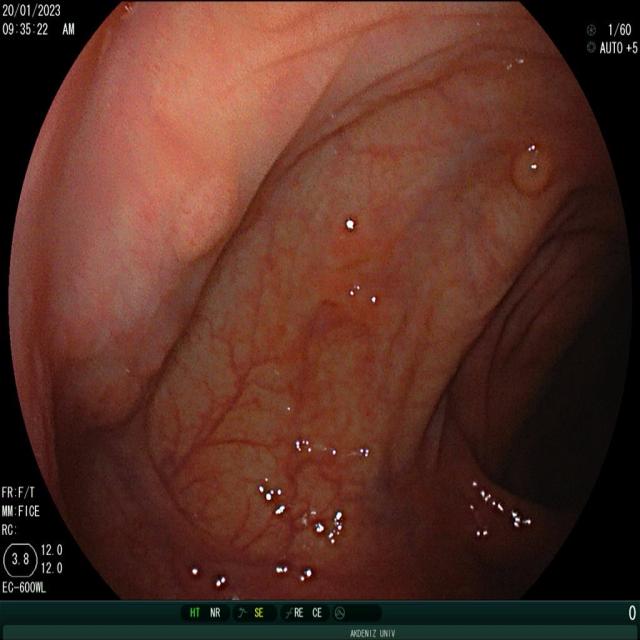 20/01/2023
09:35:22 AM
1/60
AUTO +5
FR:F/T
MM:FICE
RC:
3.8
12.0
12.0
EC-600WL
HT NR SE RE CE
0
AKDENIZ UNIV